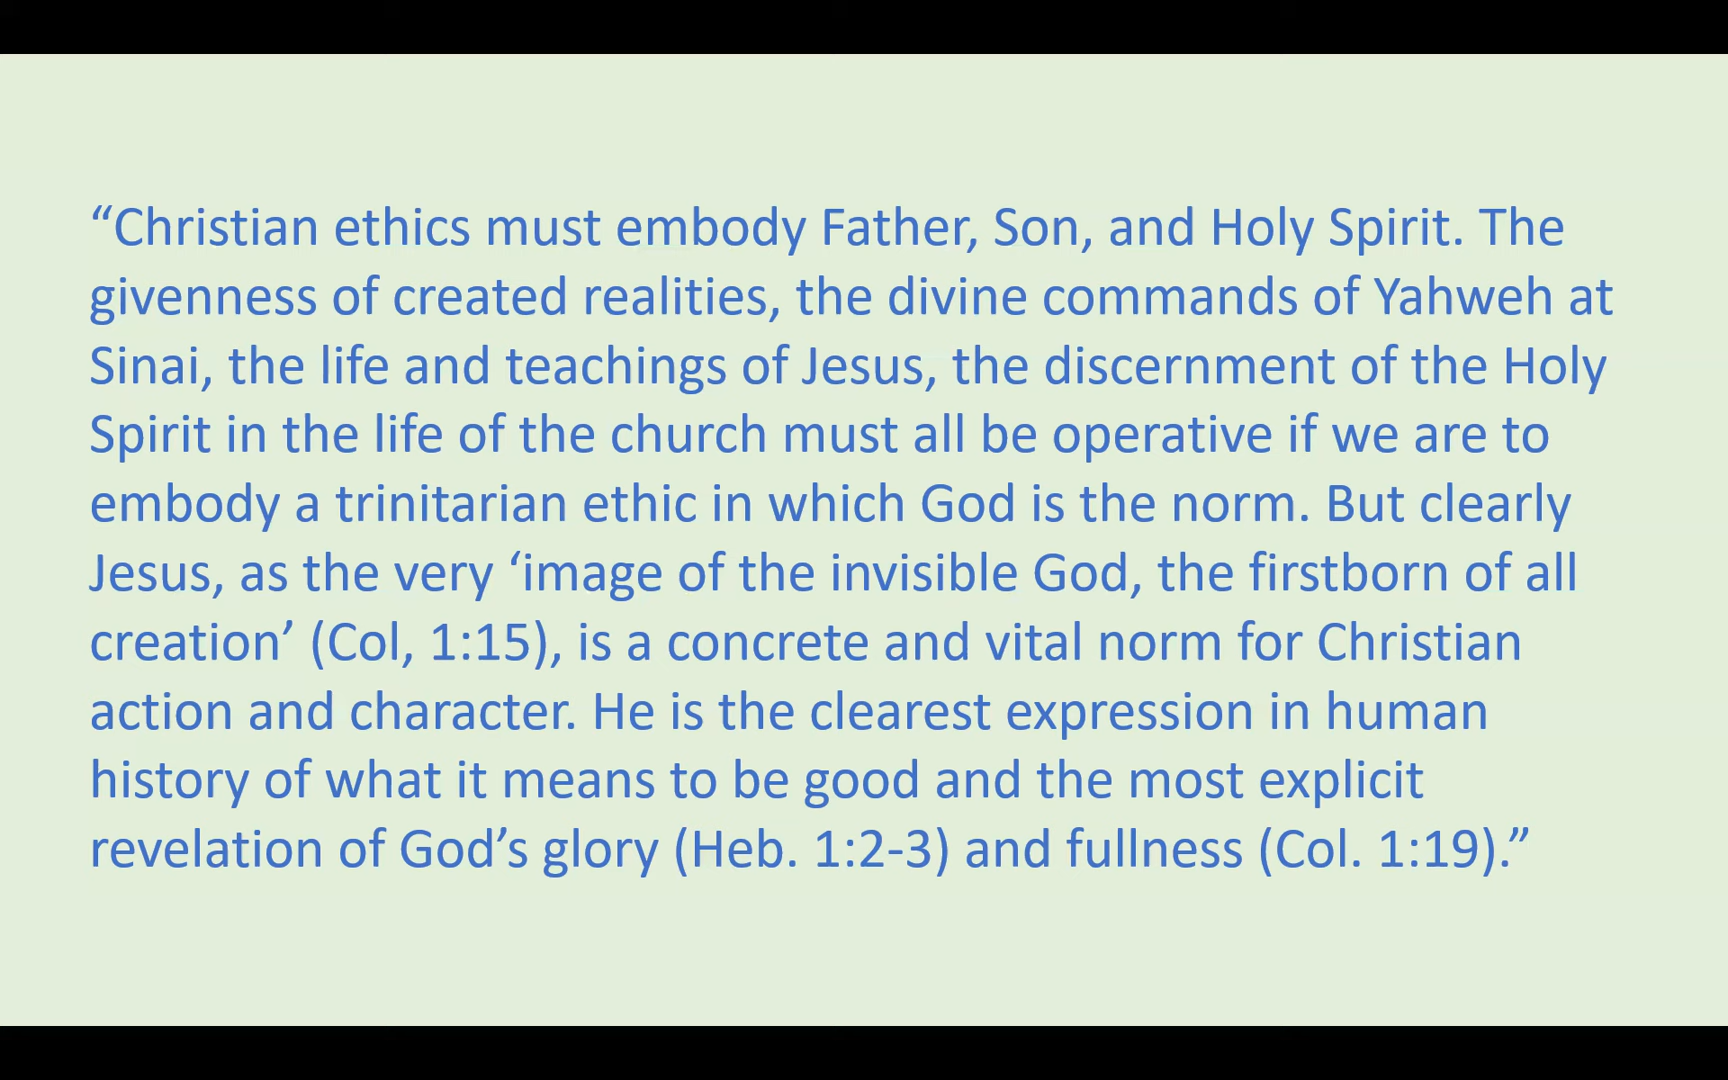 “Christian ethics must embody Father, Son, and Holy Spirit. The
givenness of created realities, the divine commands of Yahweh at
Sinai, the life and teachings of Jesus, the discernment of the Holy
Spirit in the life of the church must all be operative if we are to
embody a trinitarian ethic in which God is the norm. But clearly
Jesus, as the very ‘image of the invisible God, the firstborn of all
creation’ (Col, 1:15), is a concrete and vital norm for Christian
action and character. He is the clearest expression in human
history of what it means to be good and the most explicit
revelation of God’s glory (Heb. 1:2-3) and fullness (Col. 1:19).”